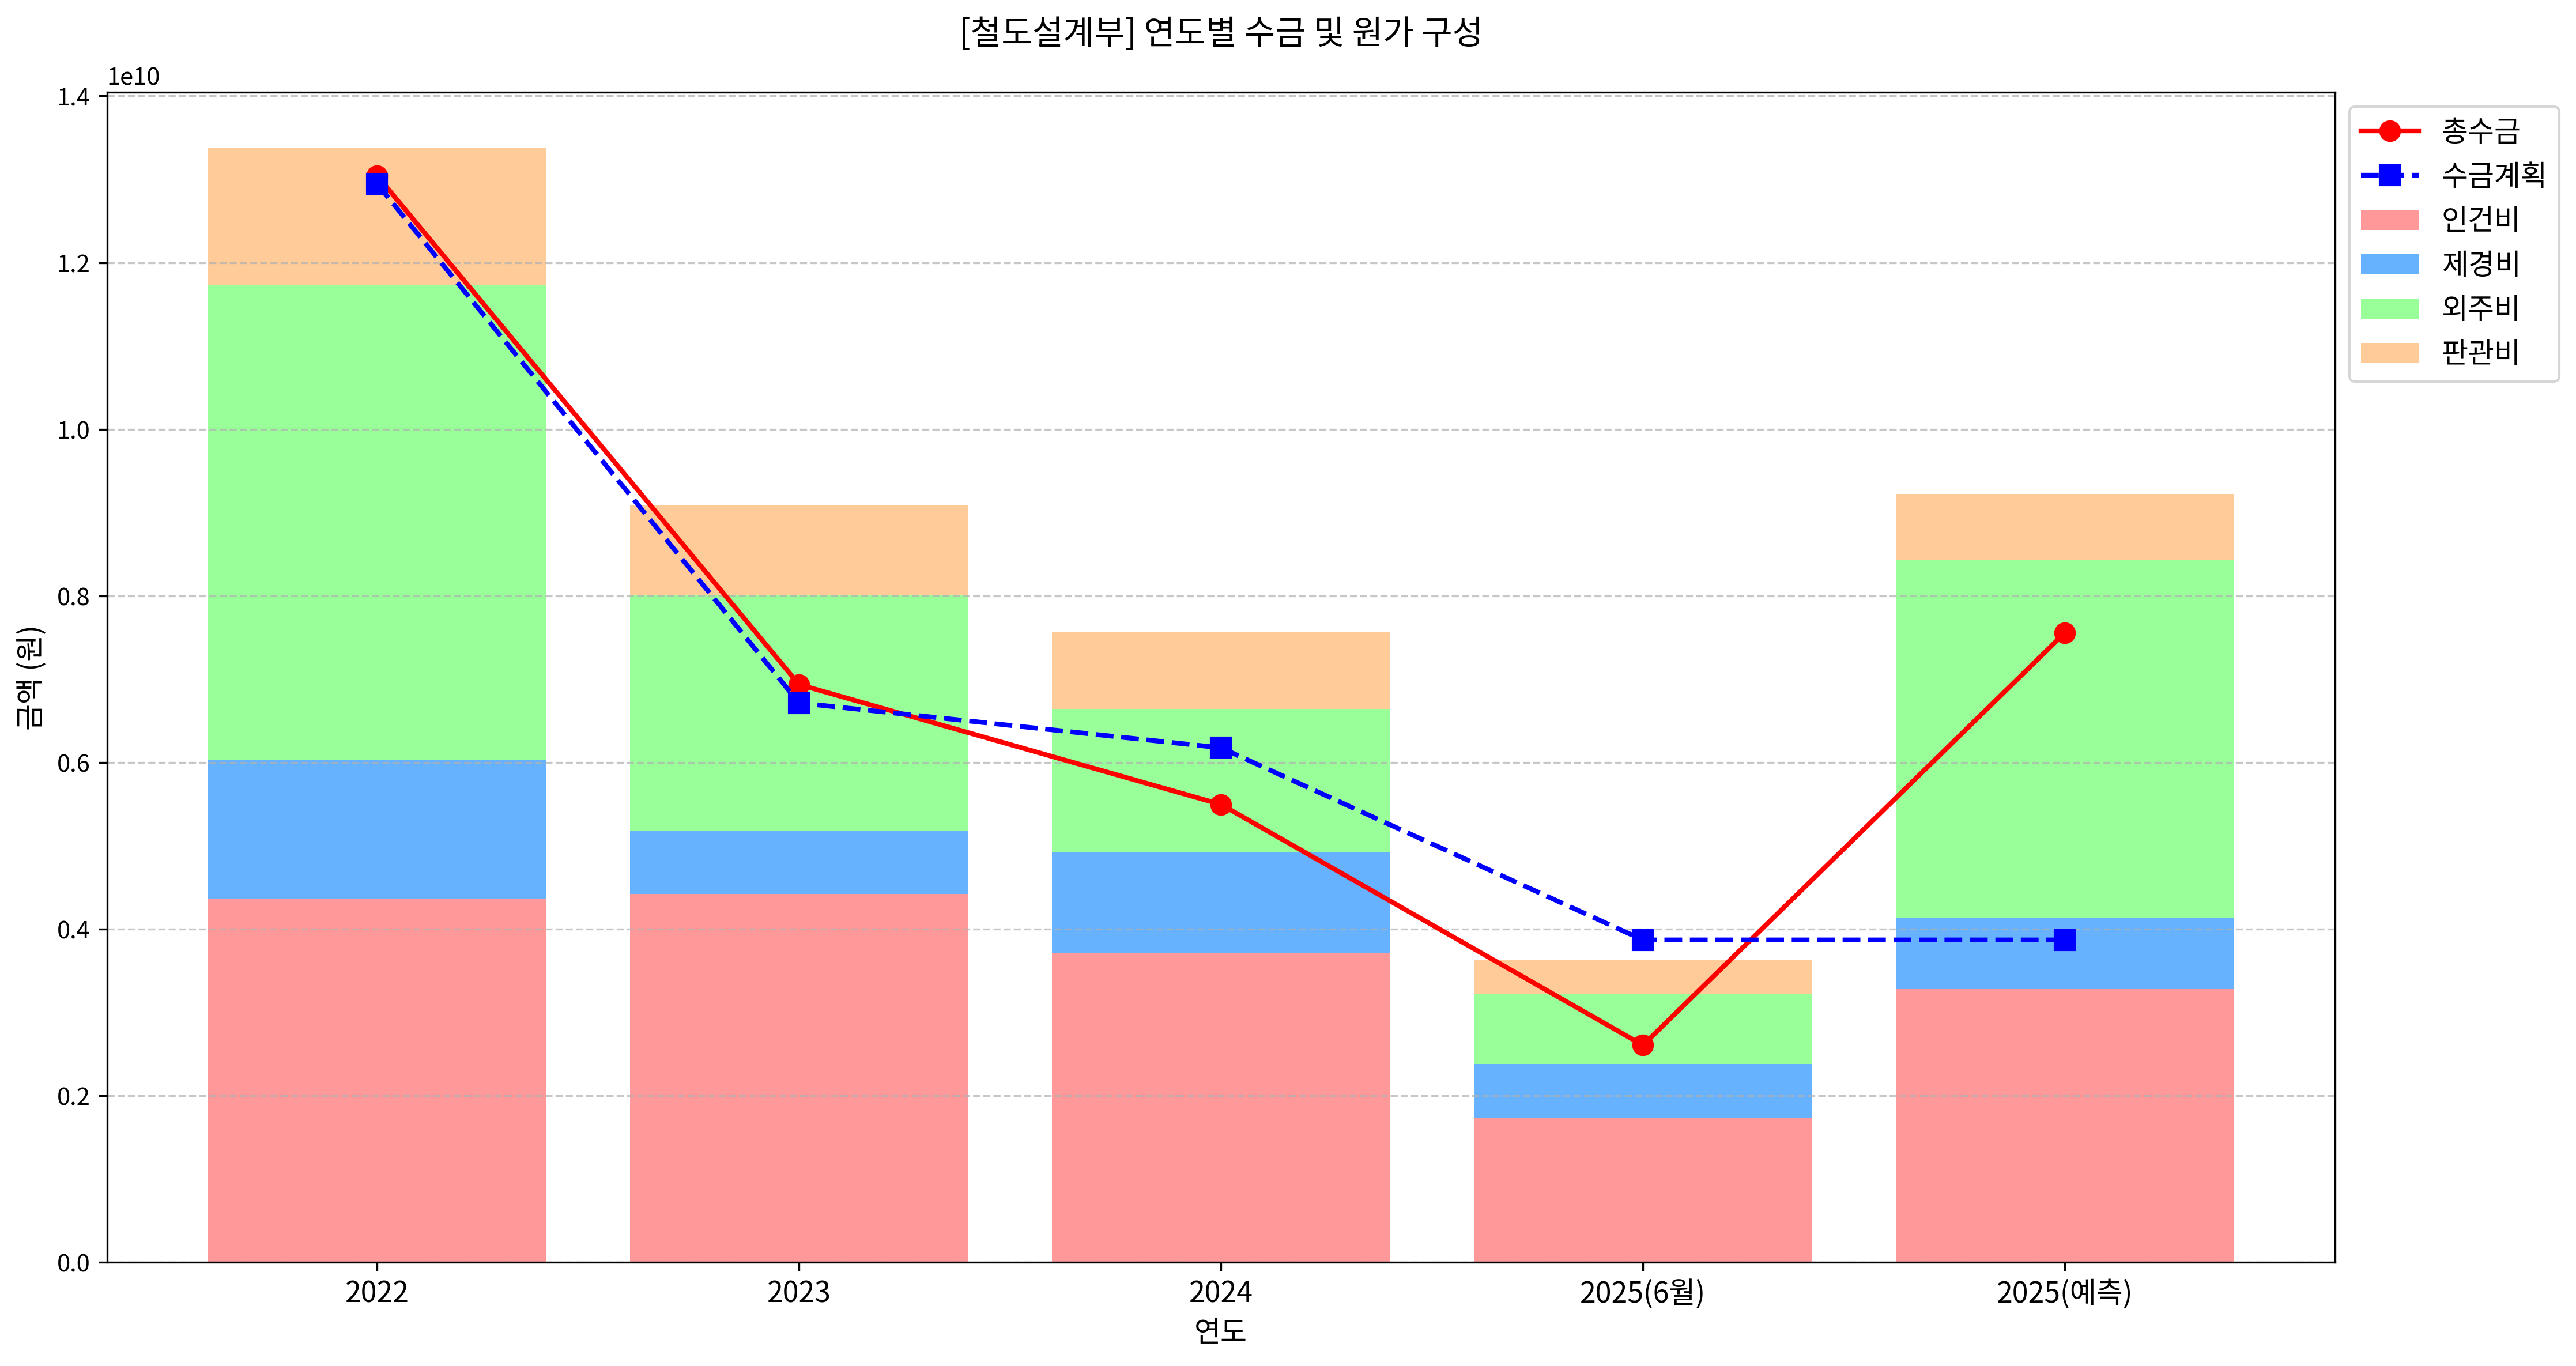 [철도설계부] 연도별 수금 및 원가 구성
1e10
1.4
1.2
1.0
0.8
0.6
0.4
0.2
0.0
금액 (원)
2022
2023
2024
2025(6월)
2025(예측)
연도
총수금
수금계획
인건비
제경비
외주비
판관비